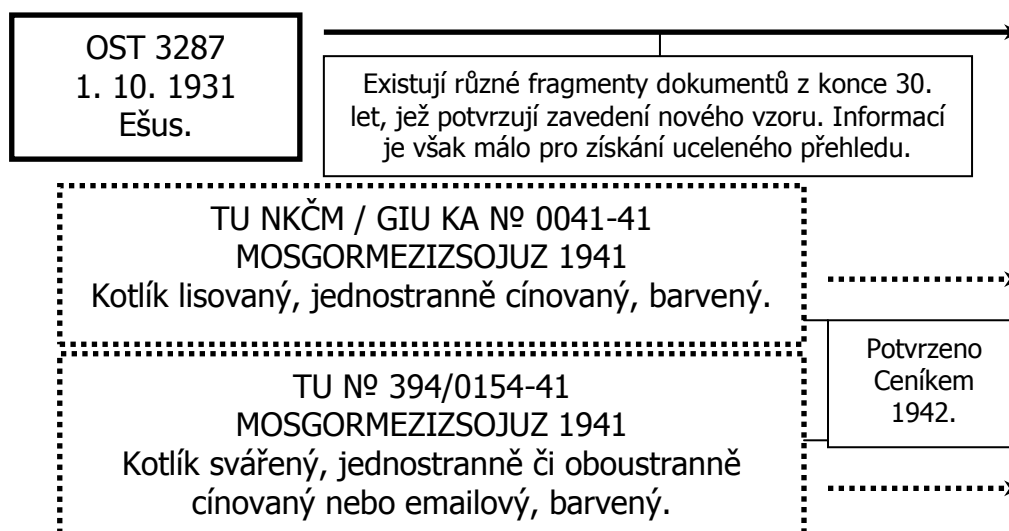 OST 3287
1. 10. 1931
Ešus.
Existují různé fragmenty dokumentů z konce 30.
let, jež potvrzují zavedení nového vzoru. Informací
je však málo pro získání uceleného přehledu.
TU NKČM / GIU KA № 0041-41
MOSGORMEZIZSOJUZ 1941
Kotlík lisovaný, jednostranně cínovaný, barvený.
TU № 394/0154-41
MOSGORMEZIZSOJUZ 1941
Kotlík svářený, jednostranně či oboustranně
cínovaný nebo emailový, barvený.
Potvrzeno
Ceníkem
1942.